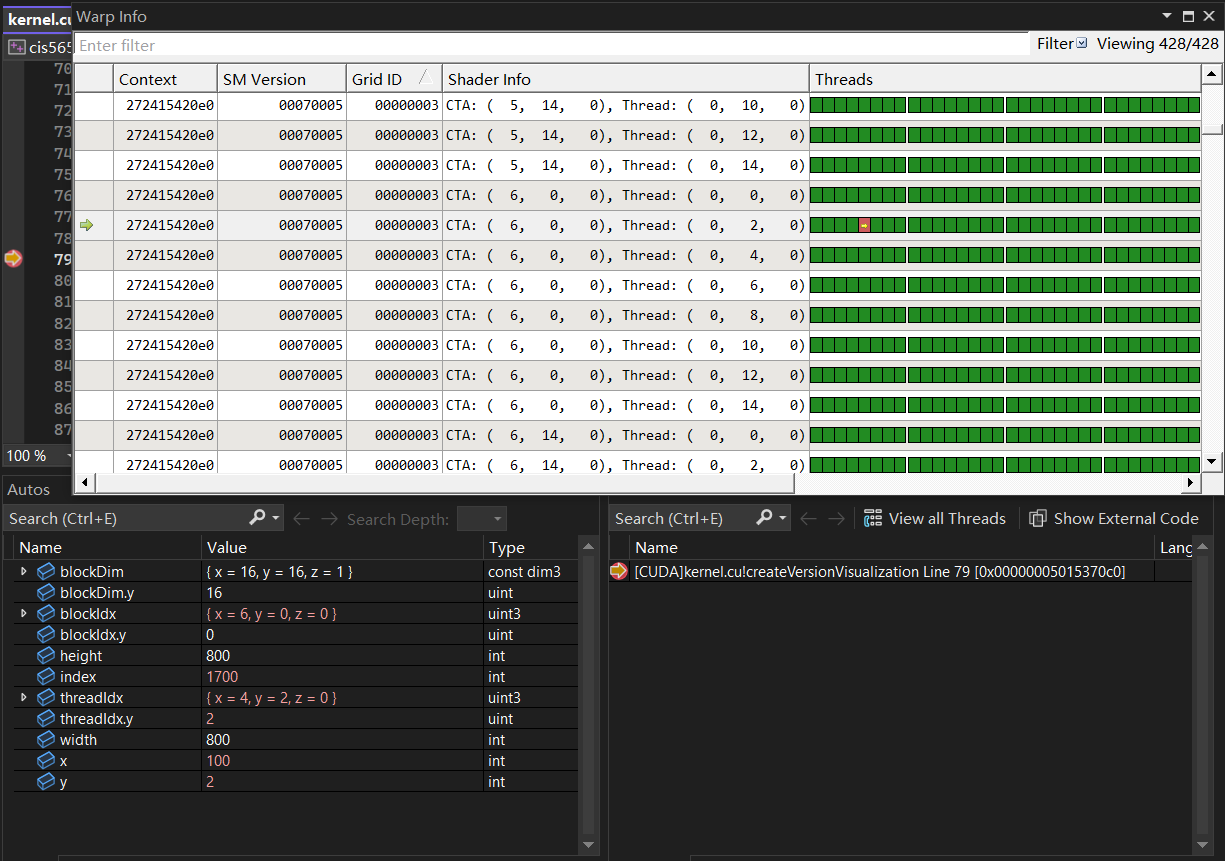 kernel.cu
Warp Info
cis565
Enter filter
Filter Viewing 428/428
Context SM Version Grid ID Shader Info Threads
272415420e0 00070005 00000003 CTA: ( 5, 14, 0), Thread: ( 0, 10, 0)
272415420e0 00070005 00000003 CTA: ( 5, 14, 0), Thread: ( 0, 12, 0)
272415420e0 00070005 00000003 CTA: ( 5, 14, 0), Thread: ( 0, 14, 0)
272415420e0 00070005 00000003 CTA: ( 6, 0, 0), Thread: ( 0, 0, 0)
272415420e0 00070005 00000003 CTA: ( 6, 0, 0), Thread: ( 0, 2, 0)
272415420e0 00070005 00000003 CTA: ( 6, 0, 0), Thread: ( 0, 4, 0)
272415420e0 00070005 00000003 CTA: ( 6, 0, 0), Thread: ( 0, 6, 0)
272415420e0 00070005 00000003 CTA: ( 6, 0, 0), Thread: ( 0, 8, 0)
272415420e0 00070005 00000003 CTA: ( 6, 0, 0), Thread: ( 0, 10, 0)
272415420e0 00070005 00000003 CTA: ( 6, 0, 0), Thread: ( 0, 12, 0)
272415420e0 00070005 00000003 CTA: ( 6, 0, 0), Thread: ( 0, 14, 0)
272415420e0 00070005 00000003 CTA: ( 6, 14, 0), Thread: ( 0, 0, 0)
272415420e0 00070005 00000003 CTA: ( 6, 14, 0), Thread: ( 0, 2, 0)
70
71
72
73
74
75
76
77
78
79
80
81
82
83
84
85
86
87
100 %
Autos
Search (Ctrl+E) Search Depth:
Name Value Type
blockDim { x = 16, y = 16, z = 1 } const dim3
blockDim.y 16 uint
blockIdx { x = 6, y = 0, z = 0 } uint3
blockIdx.y 0 uint
height 800 int
index 1700 int
threadIdx { x = 4, y = 2, z = 0 } uint3
threadIdx.y 2 uint
width 800 int
x 100 int
y 2 int
Search (Ctrl+E) View all Threads Show External Code
Name Lang
[CUDA]kernel.cu!createVersionVisualization Line 79 [0x00000005015370c0]